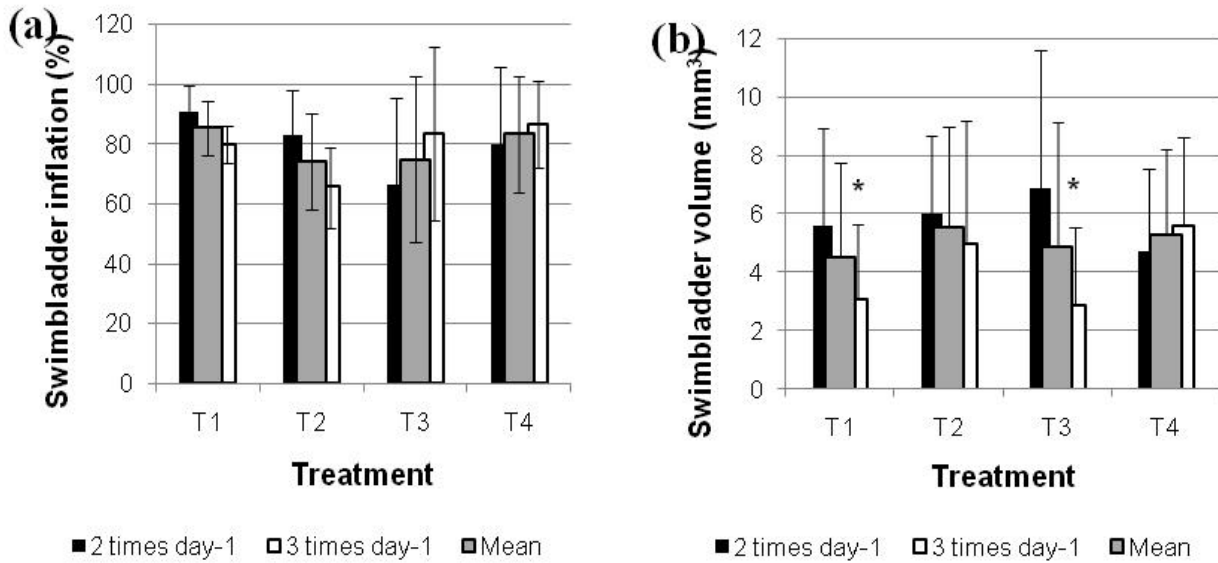 (a)
Swimbladder inflation (%)
120
100
80
60
40
20
0
T1 T2 T3 T4
Treatment
2 times day-1 3 times day-1 Mean
(b)
Swimbladder volume (mm³)
12
10
8
6
4
2
0
* *
T1 T2 T3 T4
Treatment
2 times day-1 3 times day-1 Mean